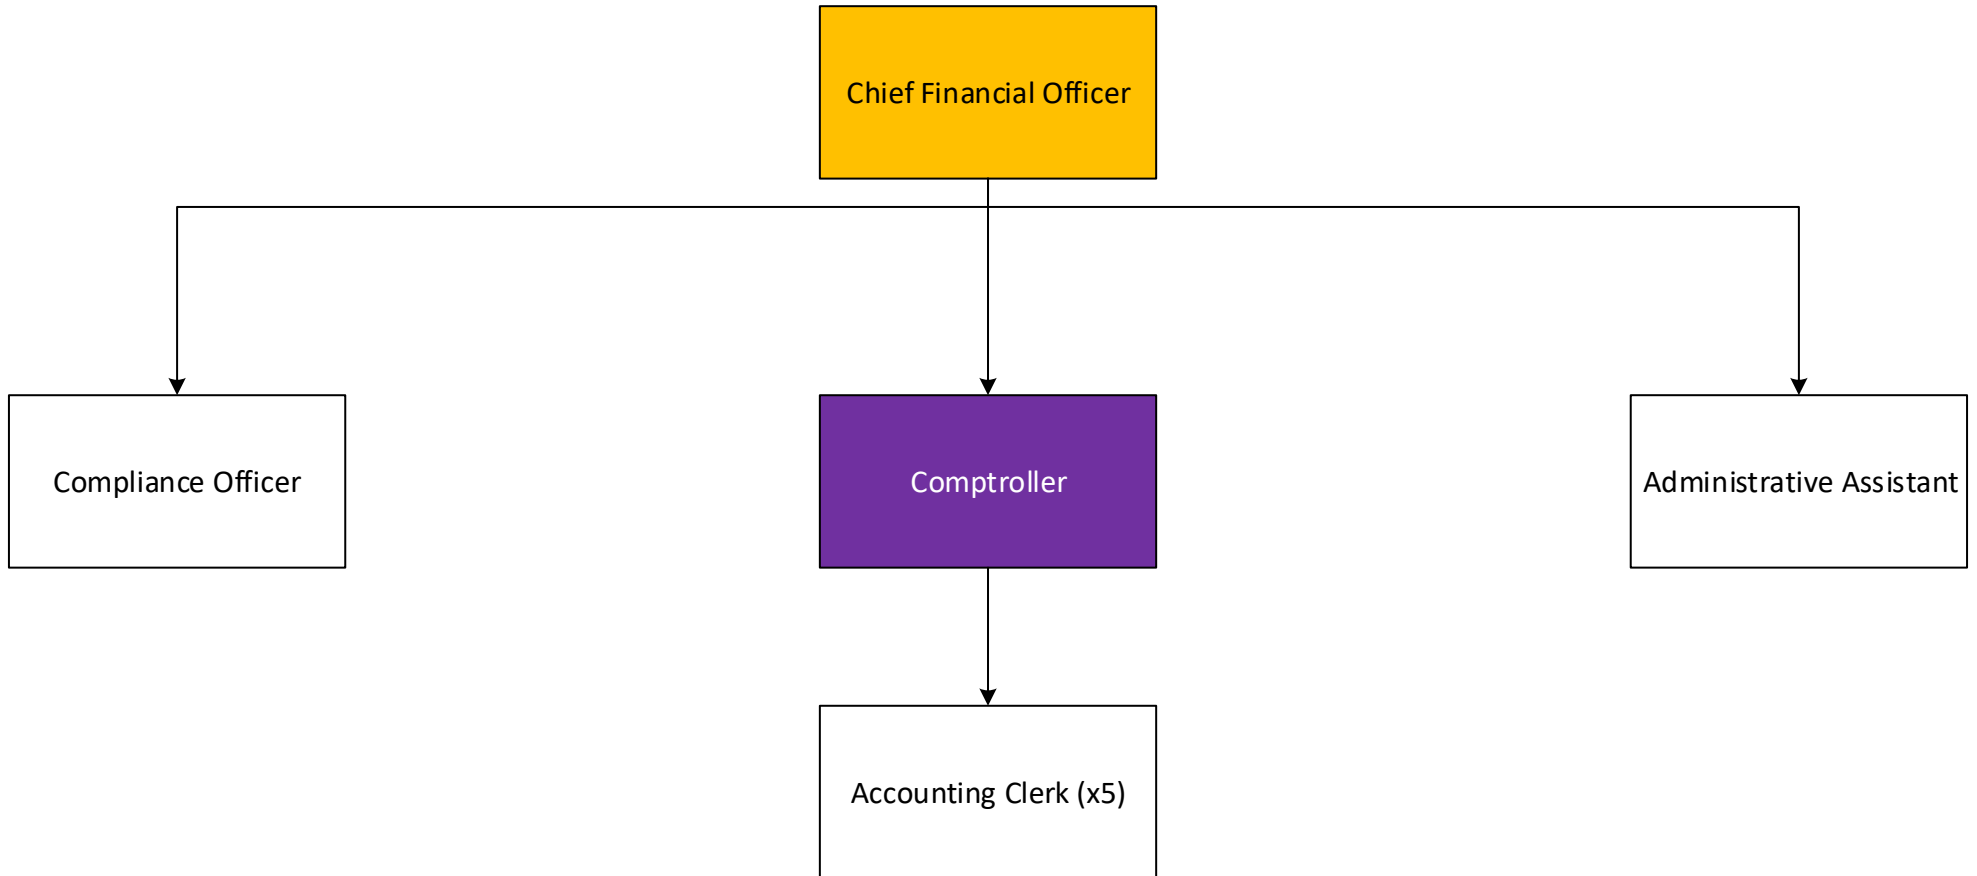 Chief Financial Officer
Compliance Officer
Comptroller
Administrative Assistant
Accounting Clerk (x5)